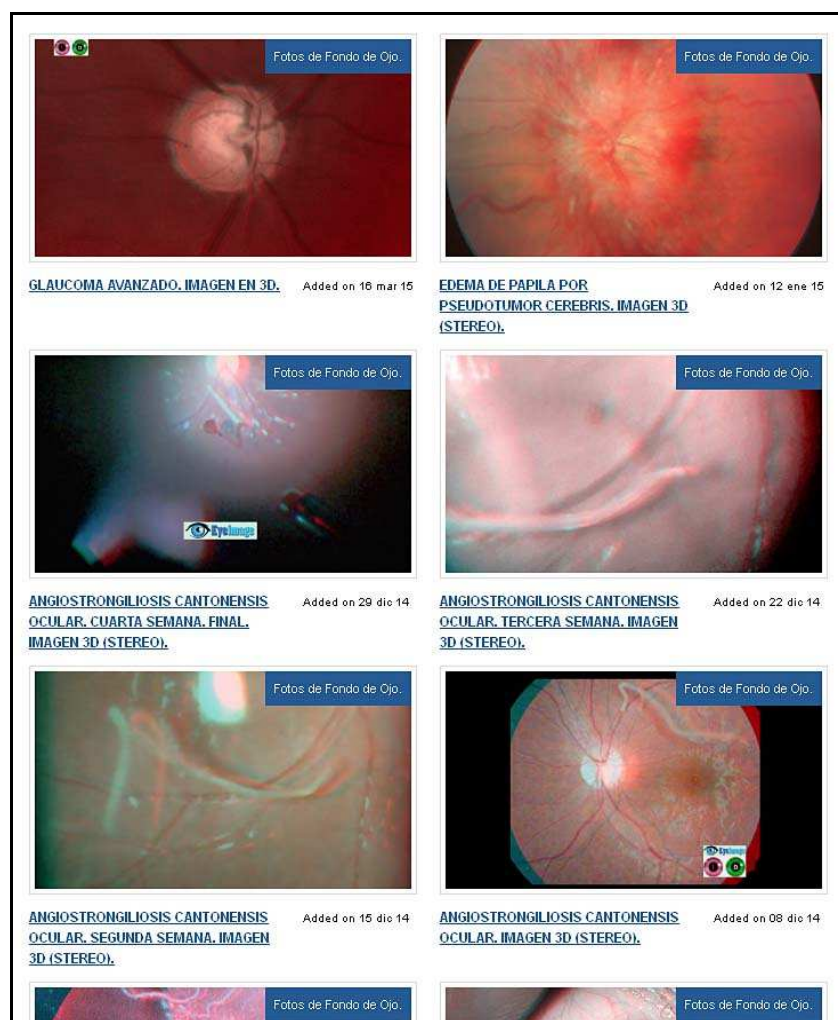 Fotos de Fondo de Ojo.
Fotos de Fondo de Ojo.
GLAUCOMA AVANZADO. IMAGEN EN 3D.
Added on 16 mar 15
EDEMA DE PAPILA POR
PSEUDOTUMOR CEREBRIS. IMAGEN 3D
(STEREO).
Added on 12 ene 15
Fotos de Fondo de Ojo.
Fotos de Fondo de Ojo.
EyeImage
ANGIOSTRONGILIOSIS CANTONENSIS
OCULAR. CUARTA SEMANA. FINAL.
IMAGEN 3D (STEREO).
Added on 29 dic 14
ANGIOSTRONGILIOSIS CANTONENSIS
OCULAR. TERCERA SEMANA. IMAGEN
3D (STEREO).
Added on 22 dic 14
Fotos de Fondo de Ojo.
Fotos de Fondo de Ojo.
EyeImage
ANGIOSTRONGILIOSIS CANTONENSIS
OCULAR. SEGUNDA SEMANA. IMAGEN
3D (STEREO).
Added on 15 dic 14
ANGIOSTRONGILIOSIS CANTONENSIS
OCULAR. IMAGEN 3D (STEREO).
Added on 08 dic 14
Fotos de Fondo de Ojo.
Fotos de Fondo de Ojo.